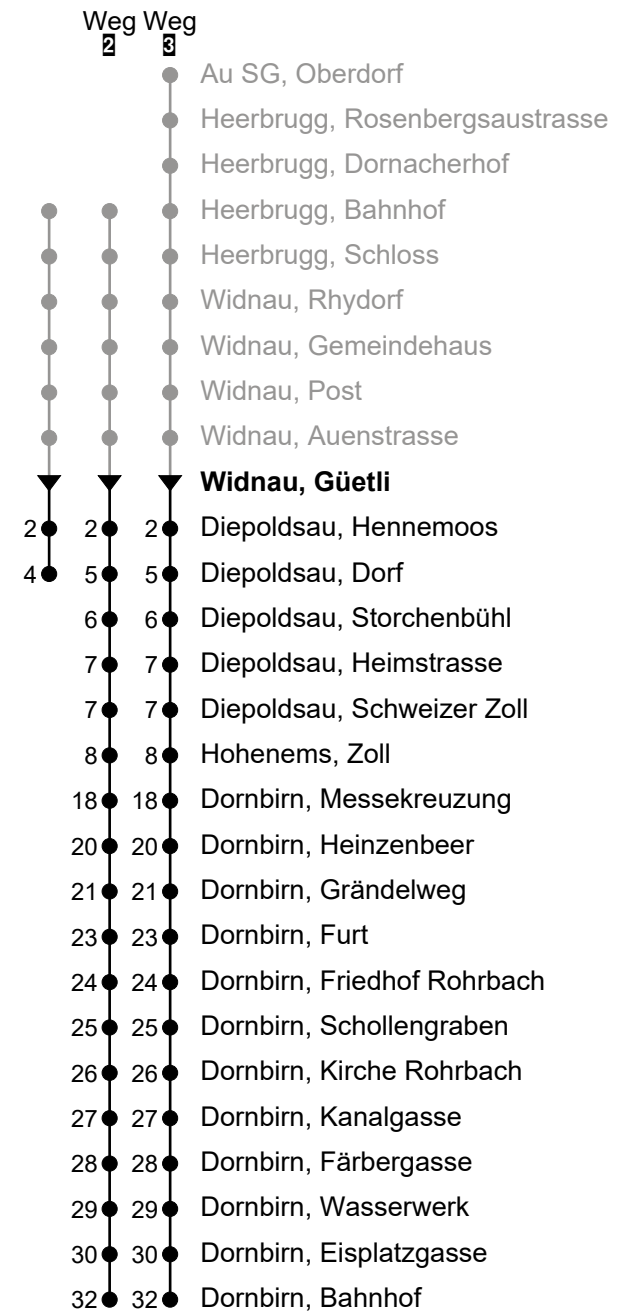 Weg Weg
2 3
Au SG, Oberdorf
Heerbrugg, Rosenbergsaustrasse
Heerbrugg, Dornacherhof
Heerbrugg, Bahnhof
Heerbrugg, Schloss
Widnau, Rhydorf
Widnau, Gemeindehaus
Widnau, Post
Widnau, Auenstrasse
Widnau, Güetli
2 2 2 Diepoldsau, Hennemoos
4 5 5 Diepoldsau, Dorf
6 6 Diepoldsau, Storchenbühl
7 7 Diepoldsau, Heimstrasse
7 7 Diepoldsau, Schweizer Zoll
8 8 Hohenems, Zoll
18 18 Dornbirn, Messekreuzung
20 20 Dornbirn, Heinzenbeer
21 21 Dornbirn, Grändelweg
23 23 Dornbirn, Furt
24 24 Dornbirn, Friedhof Rohrbach
25 25 Dornbirn, Schollengraben
26 26 Dornbirn, Kirche Rohrbach
27 27 Dornbirn, Kanalgasse
28 28 Dornbirn, Färbergasse
29 29 Dornbirn, Wasserwerk
30 30 Dornbirn, Eisplatzgasse
32 32 Dornbirn, Bahnhof